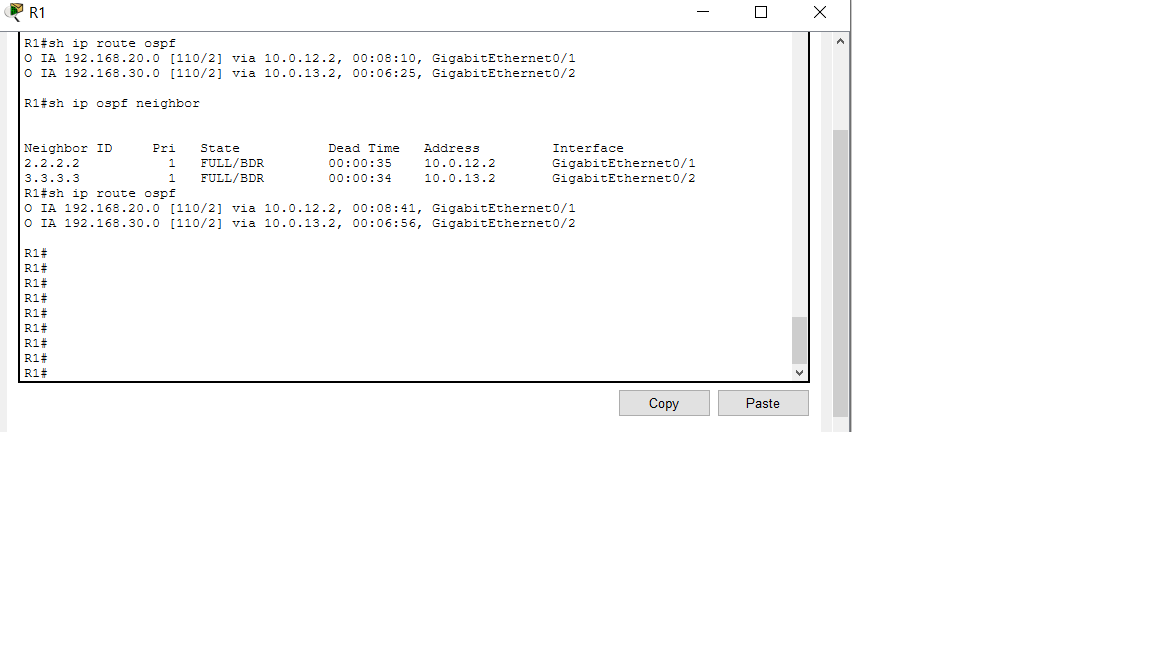 R1
R1#sh ip route ospf
O IA 192.168.20.0 [110/2] via 10.0.12.2, 00:08:10, GigabitEthernet0/1
O IA 192.168.30.0 [110/2] via 10.0.13.2, 00:06:25, GigabitEthernet0/2
R1#sh ip ospf neighbor
Neighbor ID     Pri   State           Dead Time   Address         Interface
2.2.2.2           1   FULL/BDR        00:00:35    10.0.12.2       GigabitEthernet0/1
3.3.3.3           1   FULL/BDR        00:00:34    10.0.13.2       GigabitEthernet0/2
R1#sh ip route ospf
O IA 192.168.20.0 [110/2] via 10.0.12.2, 00:08:41, GigabitEthernet0/1
O IA 192.168.30.0 [110/2] via 10.0.13.2, 00:06:56, GigabitEthernet0/2
R1#
R1#
R1#
R1#
R1#
R1#
R1#
R1#
R1#
Copy Paste